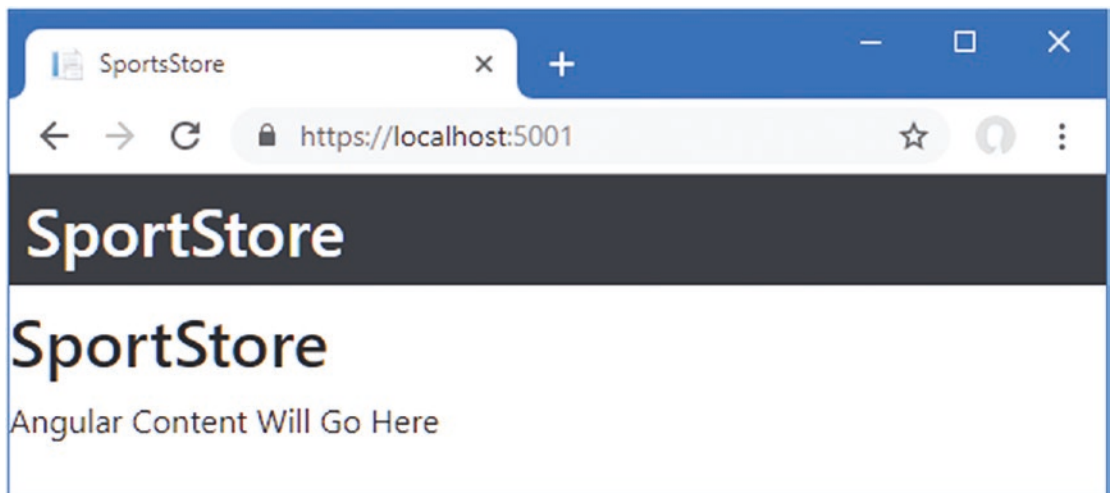 SportsStore
https://localhost:5001
SportStore
SportStore
Angular Content Will Go Here